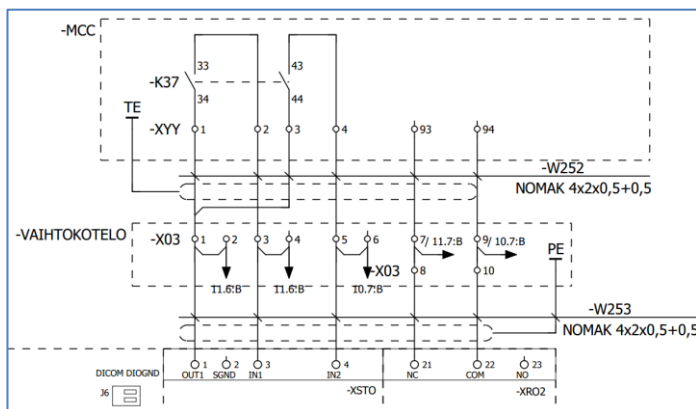 -MCC
33 43
-K37
34 44
TE
-XYY 1 2 3 4 93 94
-W252
NOMAK 4x2x0,5+0,5
-VAIHTOKOTELO
-X03 1 2 3 4 5 6 7/ 11.7:B 9/ 10.7:B PE
-X03 8 10
11.6:B 11.6:B 10.7:B
-W253
NOMAK 4x2x0,5+0,5
1 2 3 4 21 22 23
DICOM DIOGND OUT1 SGND IN1 IN2 NC COM NO
J6 -XSTO -XRO2